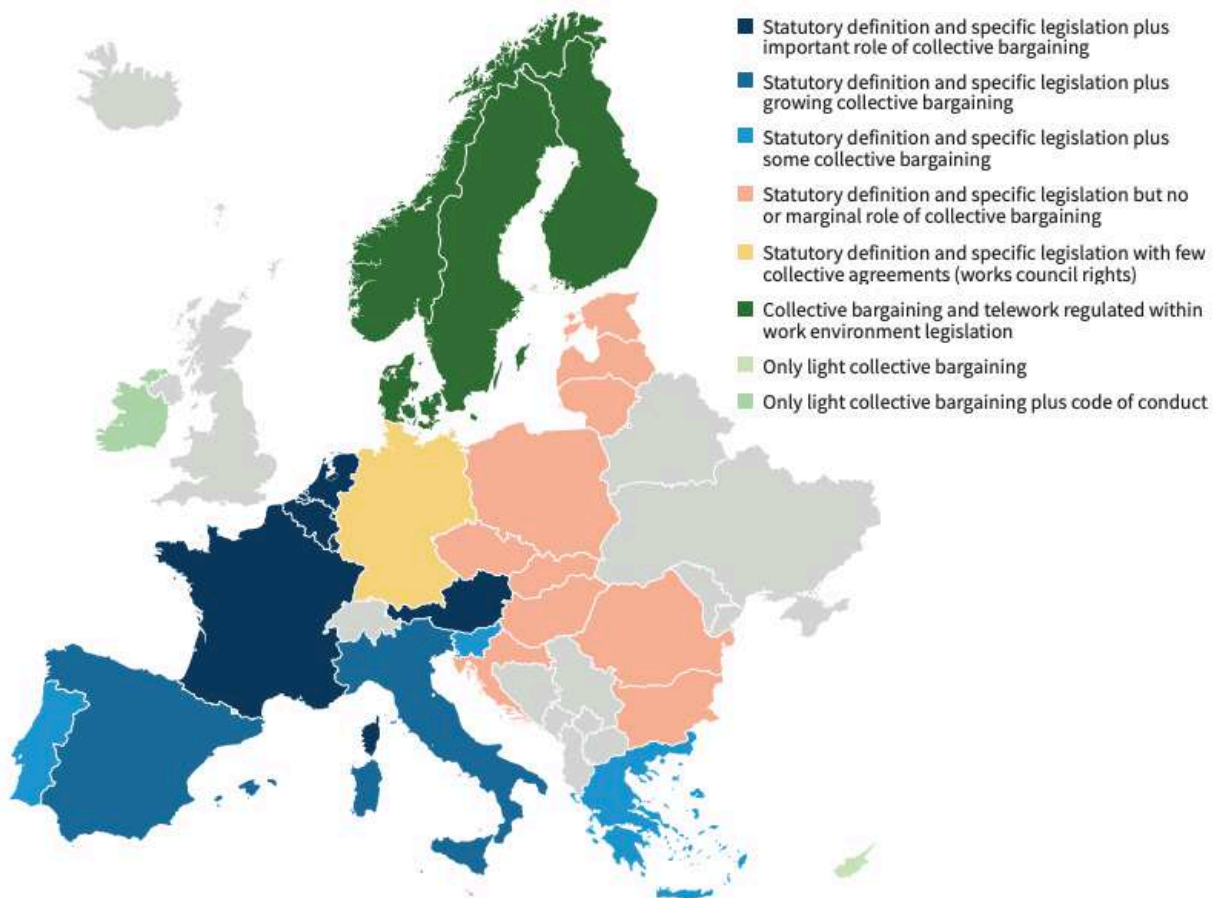 Statutory definition and specific legislation plus
important role of collective bargaining
Statutory definition and specific legislation plus
growing collective bargaining
Statutory definition and specific legislation plus
some collective bargaining
Statutory definition and specific legislation but no
or marginal role of collective bargaining
Statutory definition and specific legislation with few
collective agreements (works council rights)
Collective bargaining and telework regulated within
work environment legislation
Only light collective bargaining
Only light collective bargaining plus code of conduct